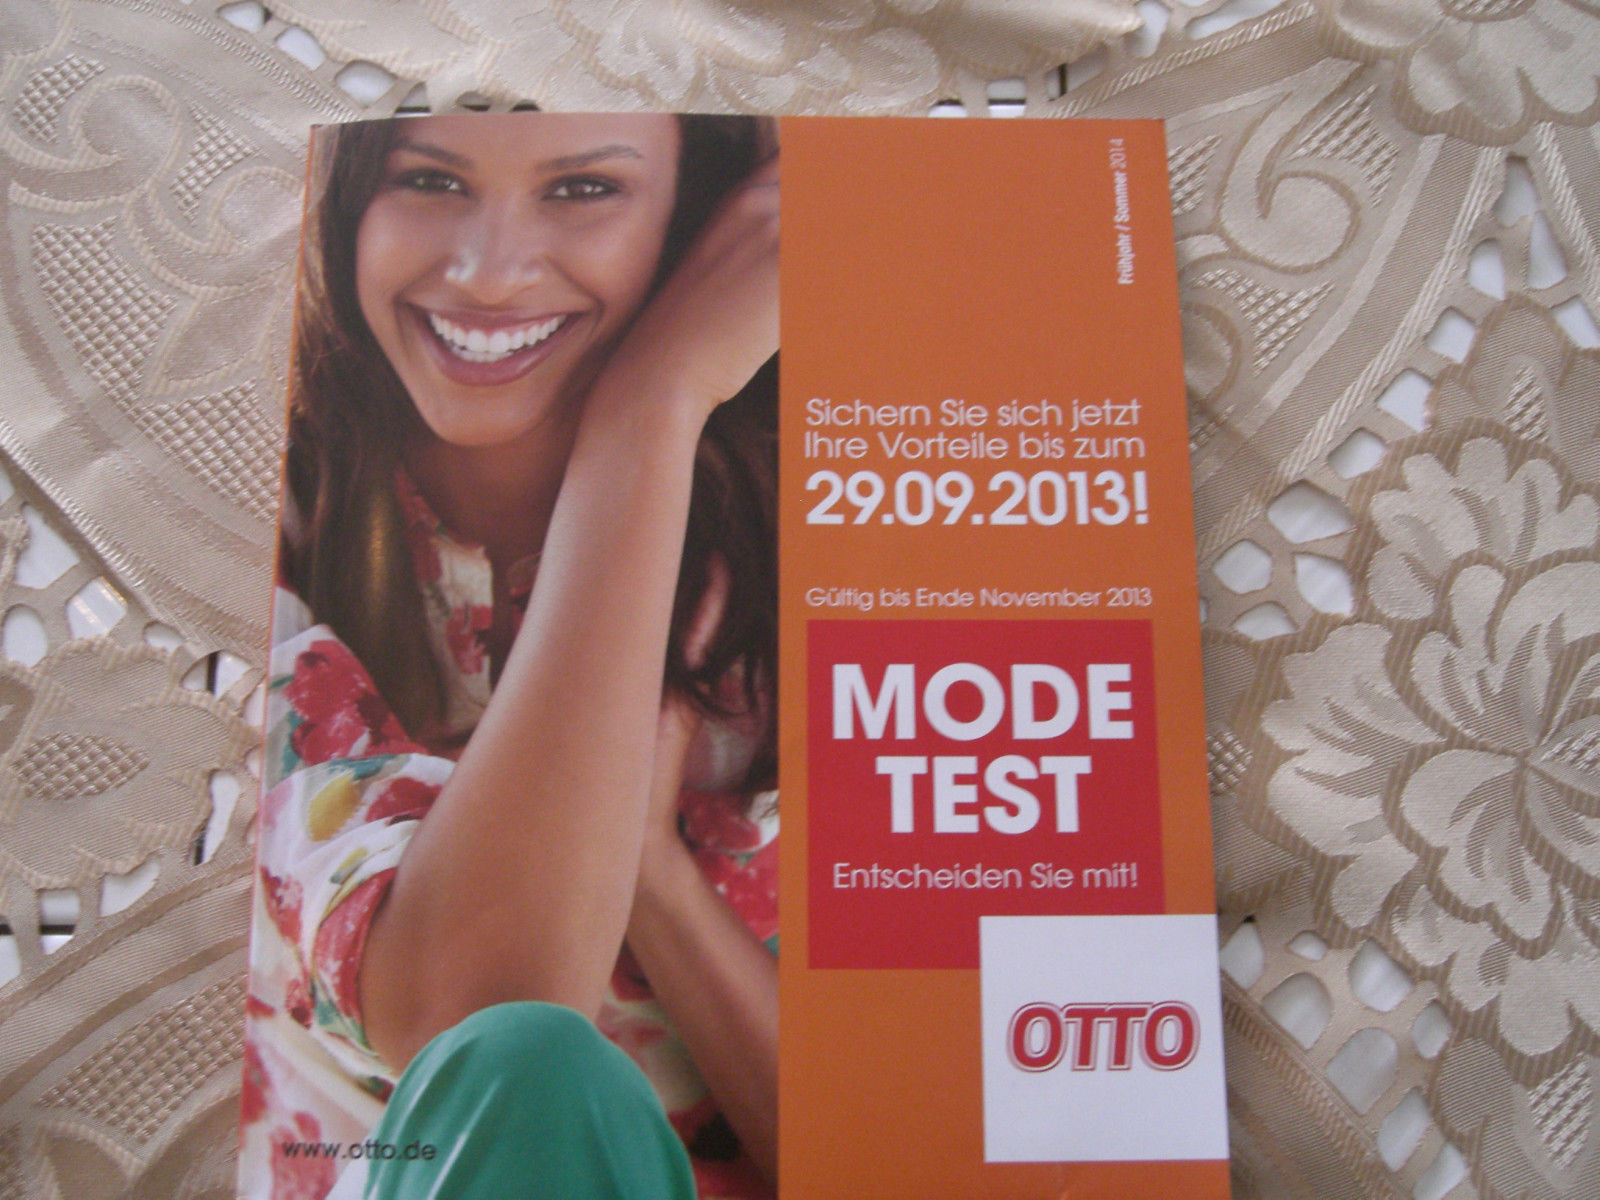 Frühjahr / Sommer 2014
Sichern Sie sich jetzt
Ihre Vorteile bis zum
29.09.2013!
Gültig bis Ende November 2013
MODE
TEST
Entscheiden Sie mit!
OTTO
www.otto.de